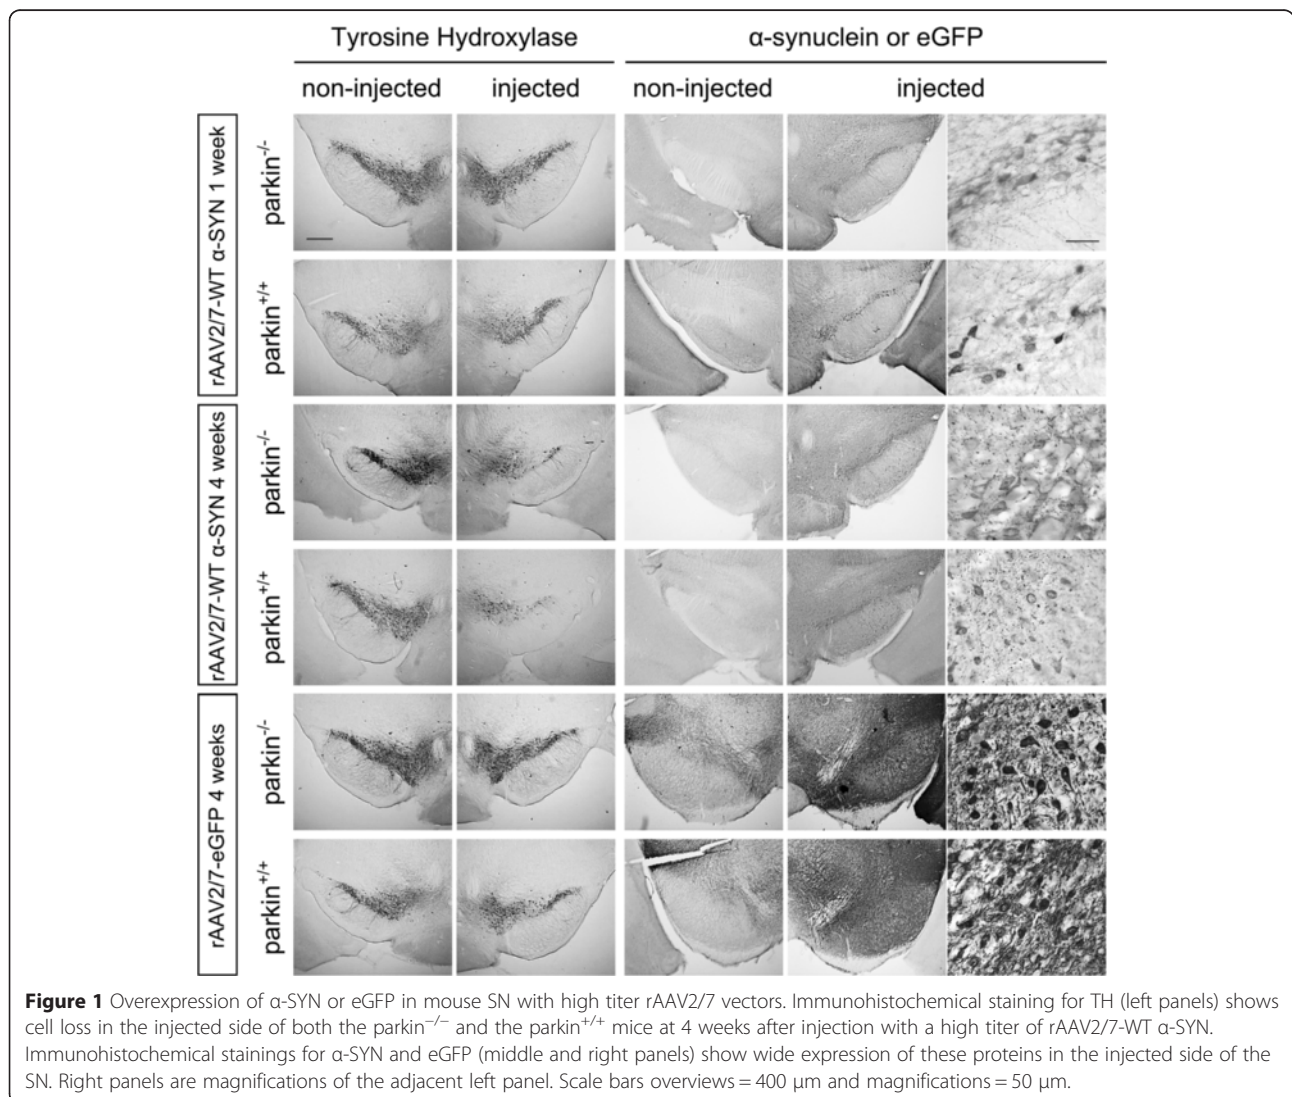 Tyrosine Hydroxylase
α-synuclein or eGFP
non-injected
injected
non-injected
injected
rAAV2/7-WT α-SYN 1 week
parkin-/-
parkin+/+
rAAV2/7-WT α-SYN 4 weeks
parkin-/-
parkin+/+
rAAV2/7-eGFP 4 weeks
parkin-/-
parkin+/+
Figure 1 Overexpression of α-SYN or eGFP in mouse SN with high titer rAAV2/7 vectors. Immunohistochemical staining for TH (left panels) shows
cell loss in the injected side of both the parkin−/− and the parkin+/+ mice at 4 weeks after injection with a high titer of rAAV2/7-WT α-SYN.
Immunohistochemical stainings for α-SYN and eGFP (middle and right panels) show wide expression of these proteins in the injected side of the
SN. Right panels are magnifications of the adjacent left panel. Scale bars overviews = 400 μm and magnifications = 50 μm.